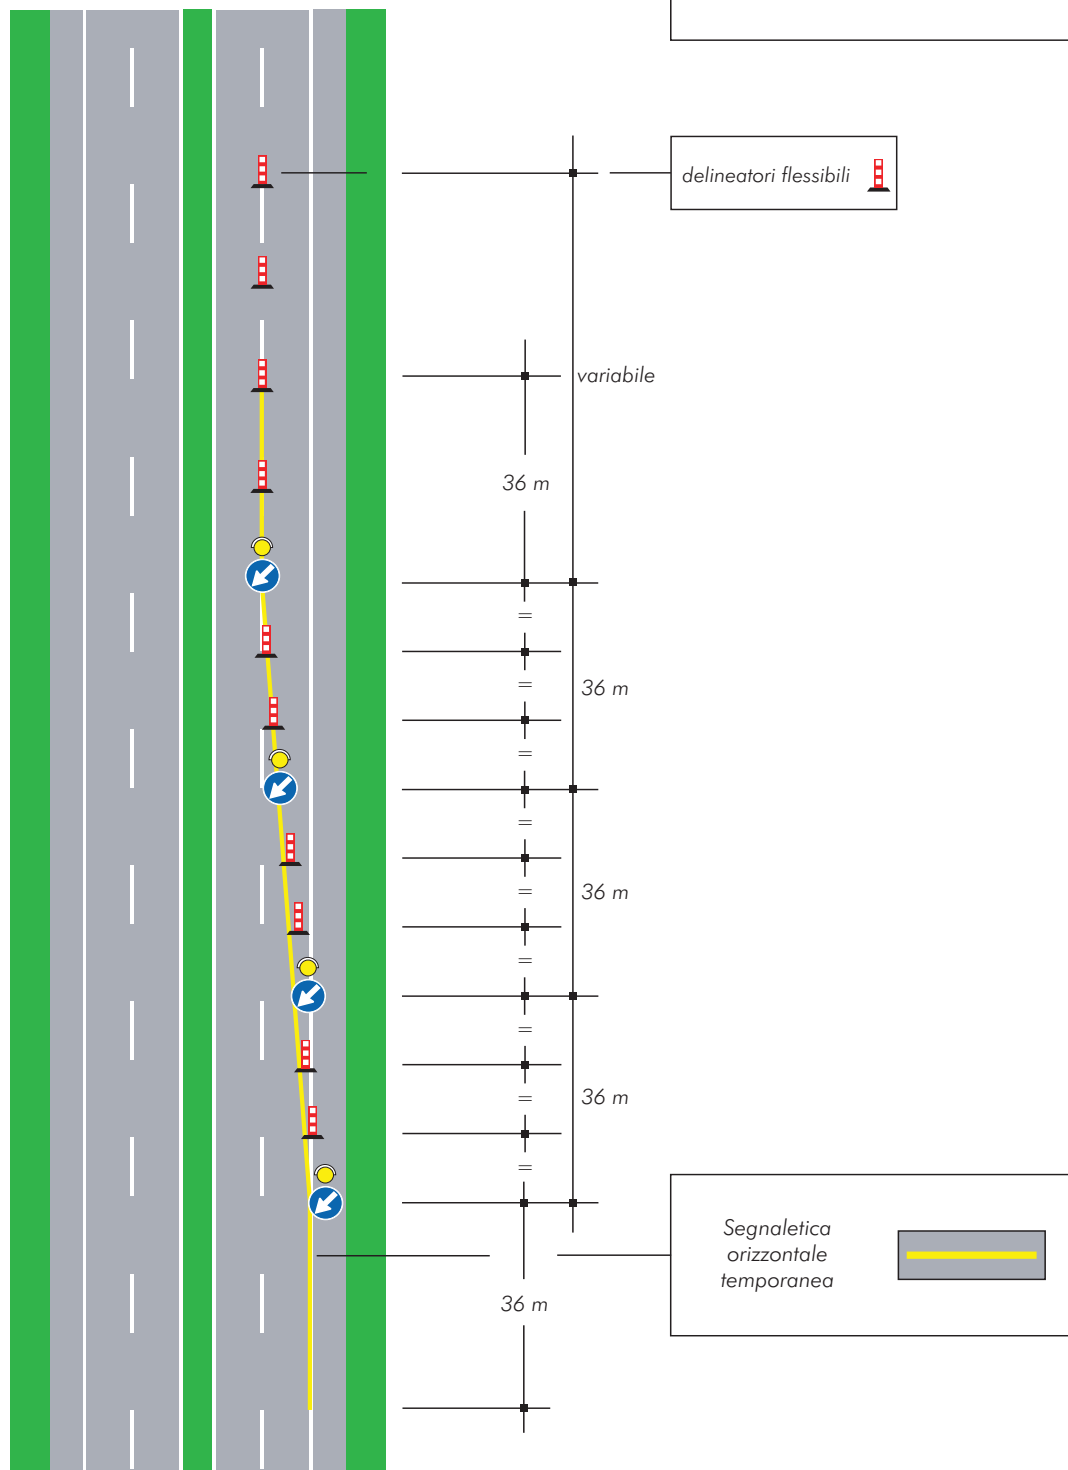 delineatori flessibili
variabile
36 m
36 m
36 m
36 m
Segnaletica
orizzontale
temporanea
36 m